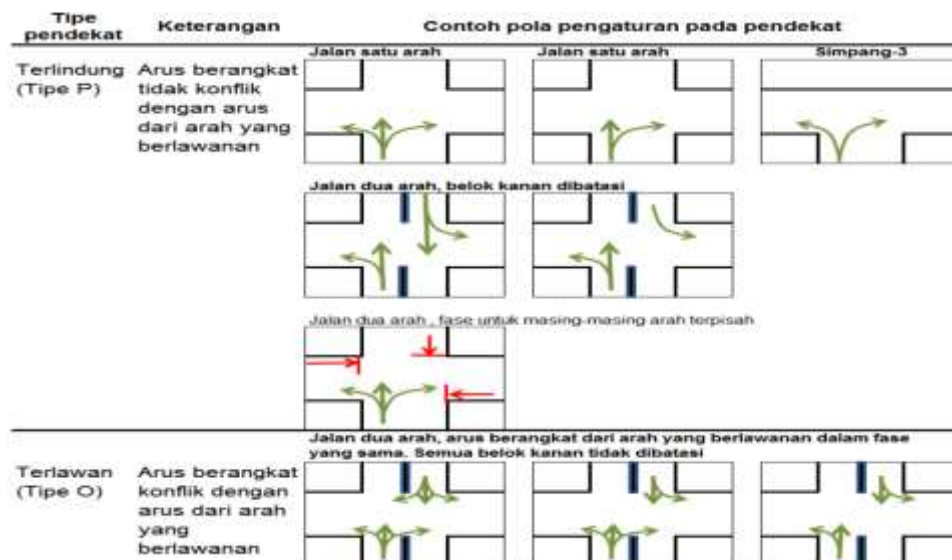 Tipe pendekat
Keterangan
Contoh pola pengaturan pada pendekat
Jalan satu arah
Jalan satu arah
Simpang-3
Terlindung
(Tipe P)
Arus berangkat
tidak konflik
dengan arus
dari arah yang
berlawanan
Jalan dua arah, belok kanan dibatasi
Jalan dua arah , fase untuk masing-masing arah terpisah
Jalan dua arah, arus berangkat dari arah yang berlawanan dalam fase
yang sama. Semua belok kanan tidak dibatasi
Terlawan
(Tipe O)
Arus berangkat
konflik dengan
arus dari arah
yang
berlawanan